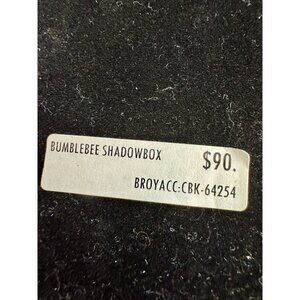 BUMBLEBEE SHADOWBOX $90.
BROYACC:CBK-64254